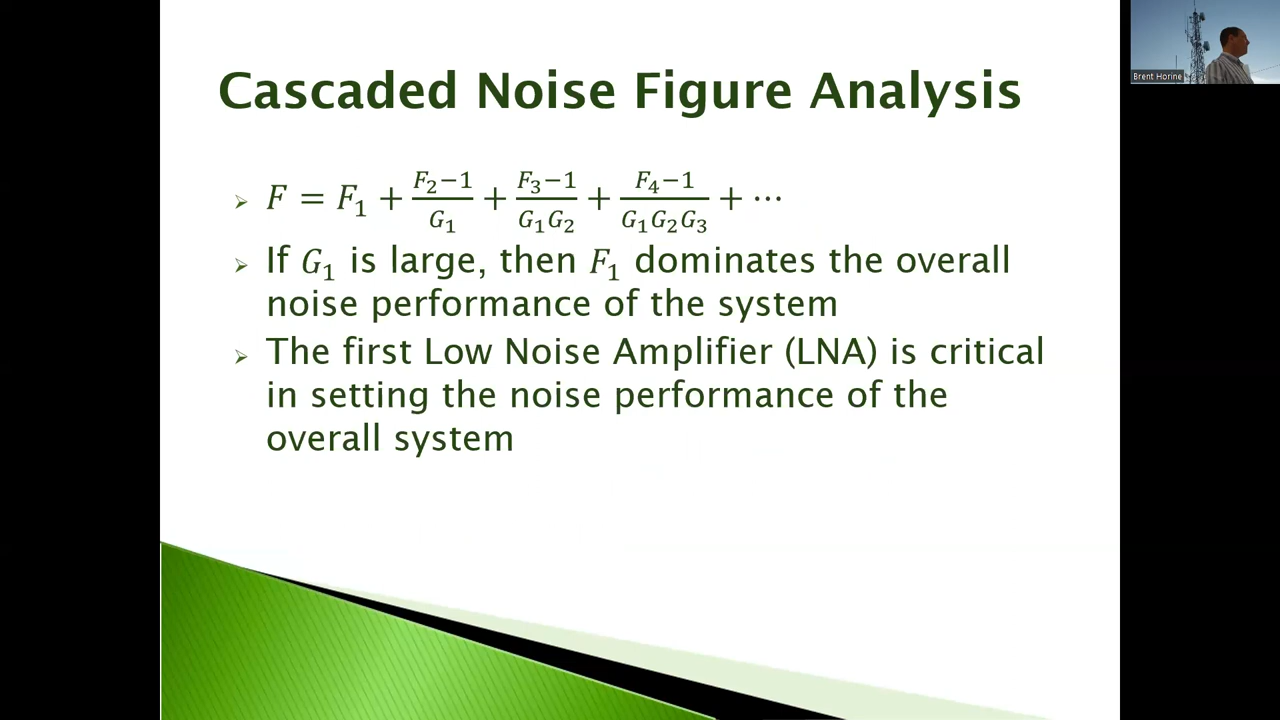 Brent Horine
Cascaded Noise Figure Analysis
F = F₁ + (F₂−1)/G₁ + (F₃−1)/(G₁G₂) + (F₄−1)/(G₁G₂G₃) + ⋯
If G₁ is large, then F₁ dominates the overall
noise performance of the system
The first Low Noise Amplifier (LNA) is critical
in setting the noise performance of the
overall system